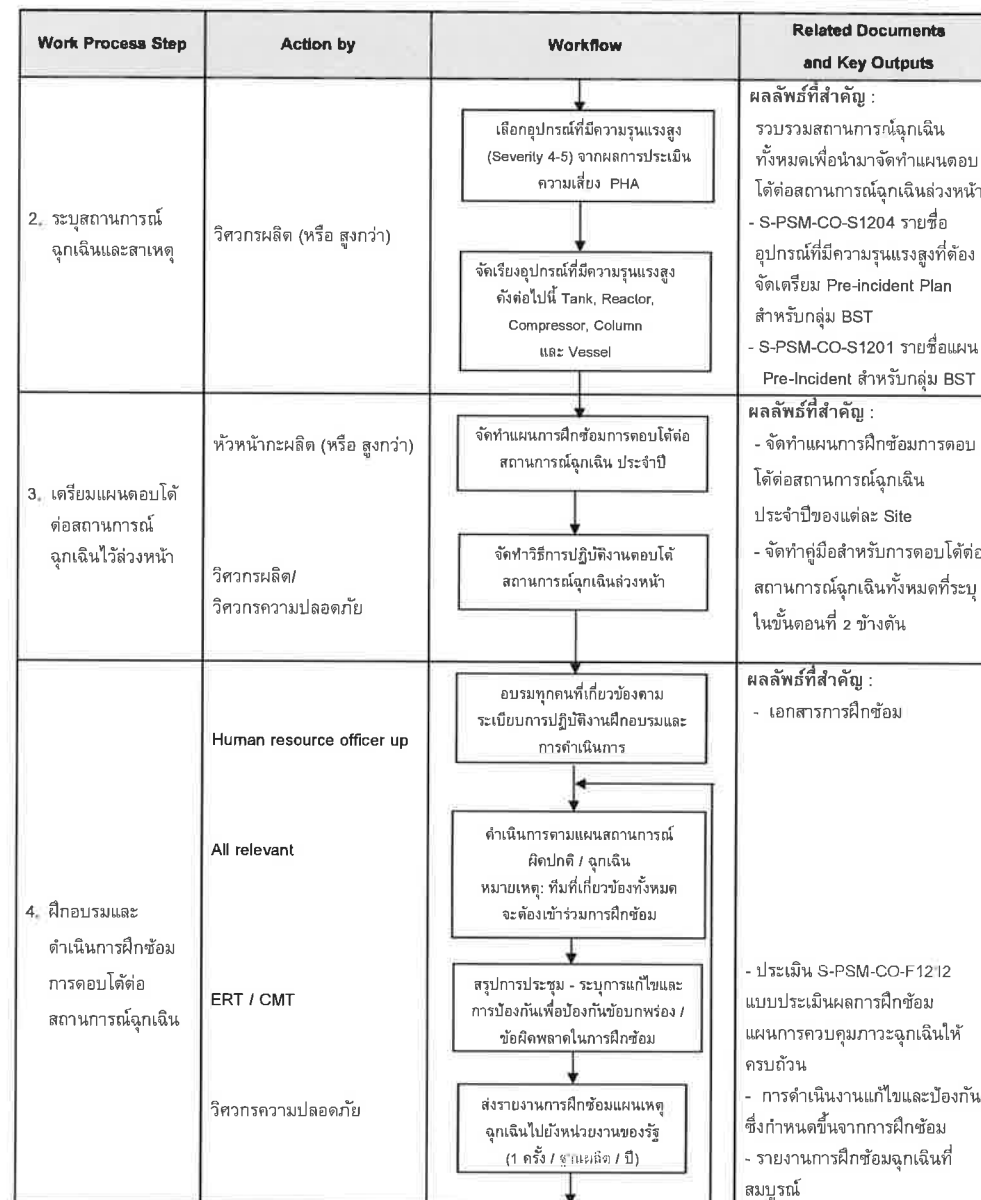 Work Process Step
Action by
Workflow
Related Documents
and Key Outputs
2. ระบุสถานการณ์
ฉุกเฉินและสาเหตุ
วิศวกรผลิต (หรือ สูงกว่า)
เลือกอุปกรณ์ที่มีความรุนแรงสูง
(Severity 4-5) จากผลการประเมิน
ความเสี่ยง PHA
จัดเรียงอุปกรณ์ที่มีความรุนแรงสูง
ดังต่อไปนี้ Tank, Reactor,
Compressor, Column
และ Vessel
ผลลัพธ์ที่สำคัญ :
รวบรวมสถานการณ์ฉุกเฉิน
ทั้งหมดเพื่อนำมาจัดทำแผนตอบ
โต้ต่อสถานการณ์ฉุกเฉินล่วงหน้า
- S-PSM-CO-S1204 รายชื่อ
อุปกรณ์ที่มีความรุนแรงสูงที่ต้อง
จัดเตรียม Pre-incident Plan
สำหรับกลุ่ม BST
- S-PSM-CO-S1201 รายชื่อแผน
Pre-Incident สำหรับกลุ่ม BST
3. เตรียมแผนตอบโต้
ต่อสถานการณ์
ฉุกเฉินไว้ล่วงหน้า
หัวหน้ากะผลิต (หรือ สูงกว่า)
วิศวกรผลิต/
วิศวกรความปลอดภัย
จัดทำแผนการฝึกซ้อมการตอบโต้ต่อ
สถานการณ์ฉุกเฉิน ประจำปี
จัดทำวิธีการปฏิบัติงานตอบโต้
สถานการณ์ฉุกเฉินล่วงหน้า
ผลลัพธ์ที่สำคัญ :
- จัดทำแผนการฝึกซ้อมการตอบ
โต้ต่อสถานการณ์ฉุกเฉิน
ประจำปีของแต่ละ Site
- จัดทำคู่มือสำหรับการตอบโต้ต่อ
สถานการณ์ฉุกเฉินทั้งหมดที่ระบุ
ในขั้นตอนที่ 2 ข้างต้น
4. ฝึกอบรมและ
ดำเนินการฝึกซ้อม
การตอบโต้ต่อ
สถานการณ์ฉุกเฉิน
Human resource officer up
All relevant
ERT / CMT
วิศวกรความปลอดภัย
อบรมทุกคนที่เกี่ยวข้องตาม
ระเบียบการปฏิบัติงานฝึกอบรมและ
การดำเนินการ
ดำเนินการตามแผนสถานการณ์
ผิดปกติ / ฉุกเฉิน
หมายเหตุ: ทีมที่เกี่ยวข้องทั้งหมด
จะต้องเข้าร่วมการฝึกซ้อม
สรุปการประชุม - ระบุการแก้ไขและ
การป้องกันเพื่อป้องกันข้อบกพร่อง /
ข้อผิดพลาดในการฝึกซ้อม
ส่งรายงานการฝึกซ้อมแผนเหตุ
ฉุกเฉินไปยังหน่วยงานของรัฐ
(1 ครั้ง / / ปี)
ผลลัพธ์ที่สำคัญ :
- เอกสารการฝึกซ้อม
- ประเมิน
แบบประเมินผลการฝึกซ้อม
แผนการควบคุมภาวะฉุกเฉินให้
ครบถ้วน
- การดำเนินงานแก้ไขและป้องกัน
ซึ่งกำหนดขึ้นจากการฝึกซ้อม
- รายงานการฝึกซ้อมฉุกเฉินที่
สมบูรณ์